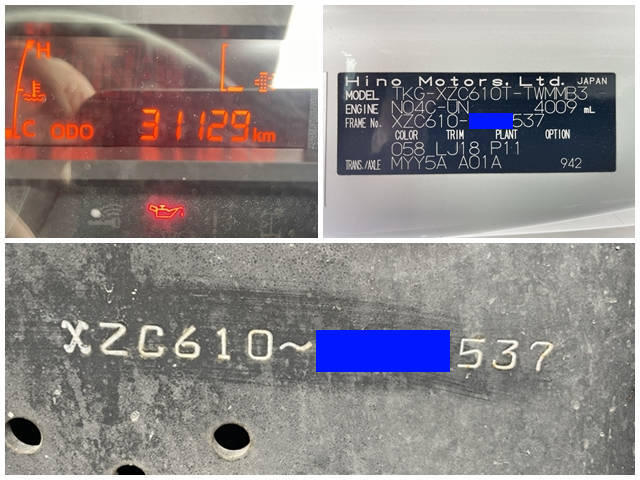 H
C ODO 31129 km
Hino Motors, Ltd. JAPAN
MODEL TKG-XZC610T-TWMMB3
ENGINE N04C-UN 4009 mL
FRAME No. XZC610- 537
COLOR TRIM PLANT OPTION
058 LJ18 P11
TRANS./AXLE MYY5A A01A 942
XZC610~ 537